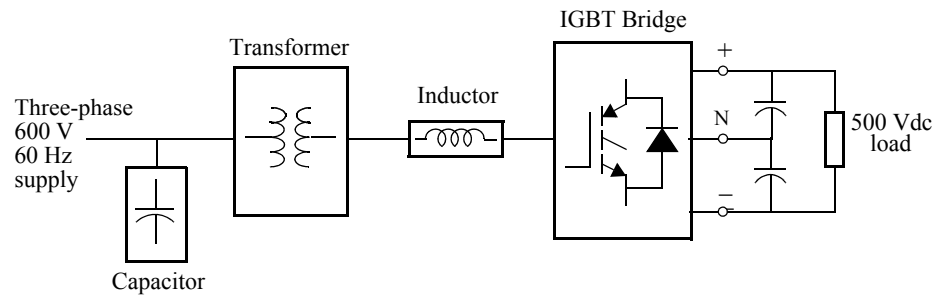 IGBT Bridge
Transformer
Inductor
Three-phase
600 V
60 Hz
supply
Capacitor
+
N
−
500 Vdc
load